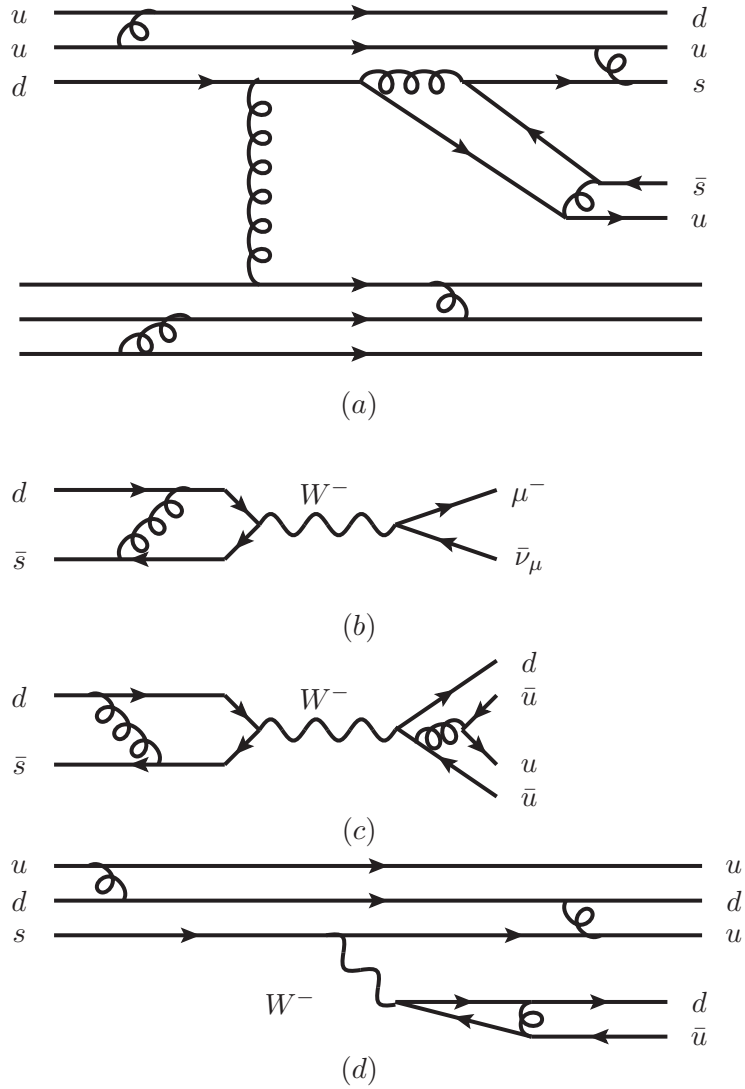 u d
u u
d s
s̄
u
(a)
d W⁻ μ⁻
s̄ ν̄_μ
(b)
d
d W⁻ ū
s̄ u
ū
(c)
u u
d d
s u
W⁻ d
ū
(d)